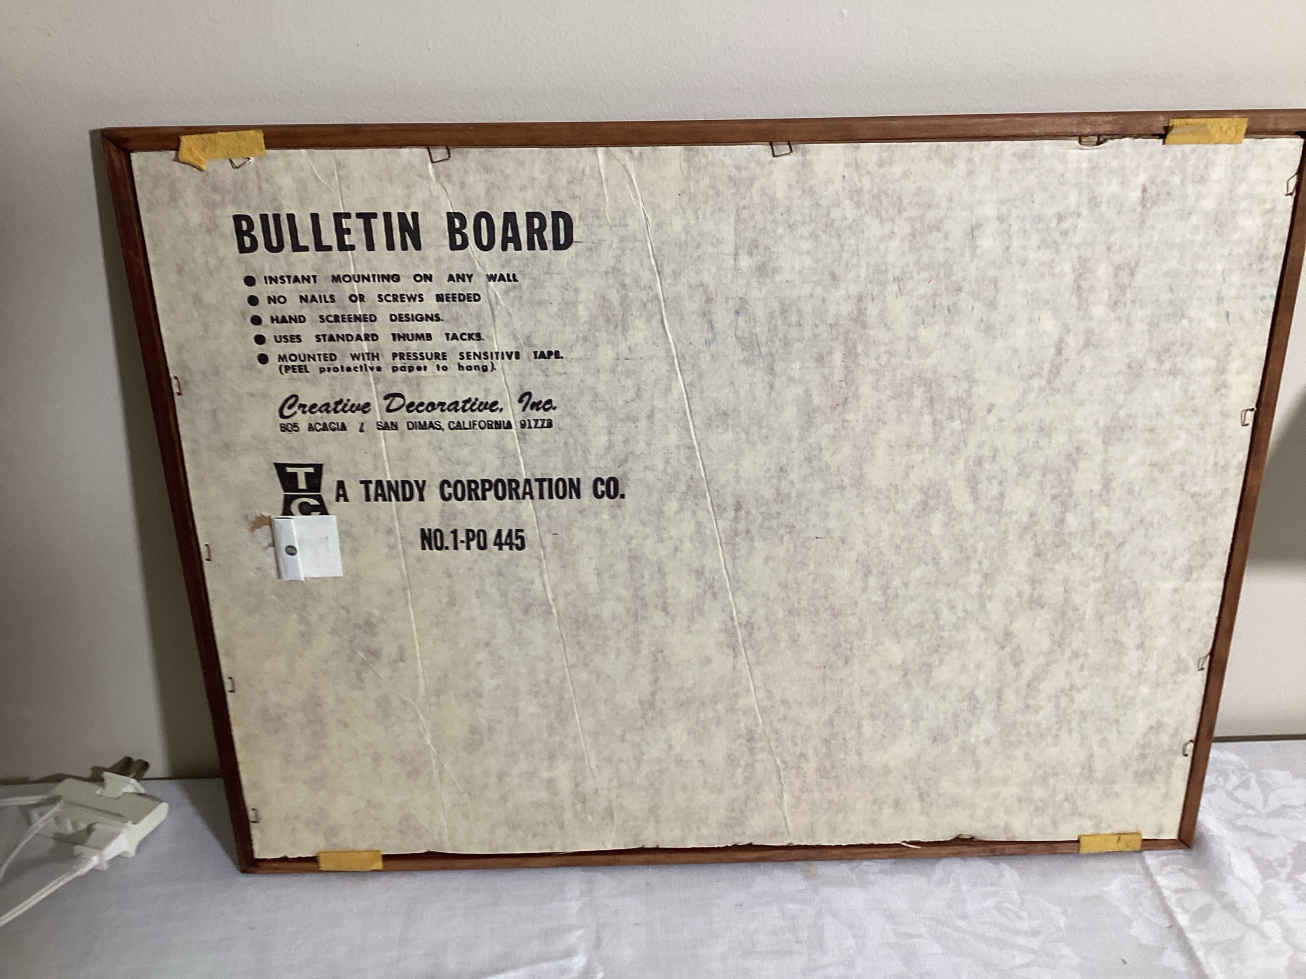 BULLETIN BOARD
● INSTANT MOUNTING ON ANY WALL
● NO NAILS OR SCREWS NEEDED
● HAND SCREENED DESIGNS.
● USES STANDARD THUMB TACKS.
● MOUNTED WITH PRESSURE SENSITIVE TAPE.
(PEEL protective paper to hang).
Creative Decorative, Inc.
805 ACACIA / SAN DIMAS, CALIFORNIA 91773
TC
A TANDY CORPORATION CO.
NO.1-PO 445